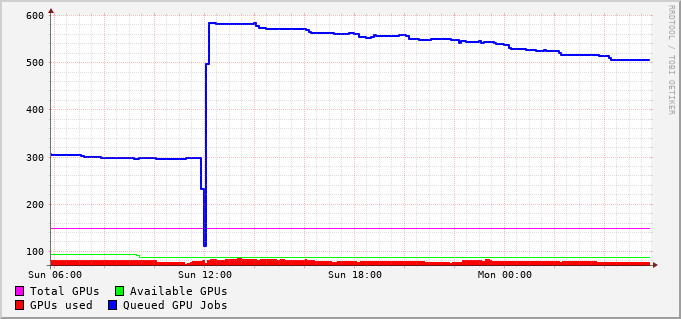 600
500
400
300
200
100
Sun 06:00 Sun 12:00 Sun 18:00 Mon 00:00
Total GPUs Available GPUs
GPUs used Queued GPU Jobs
RRDTOOL / TOBI OETIKER